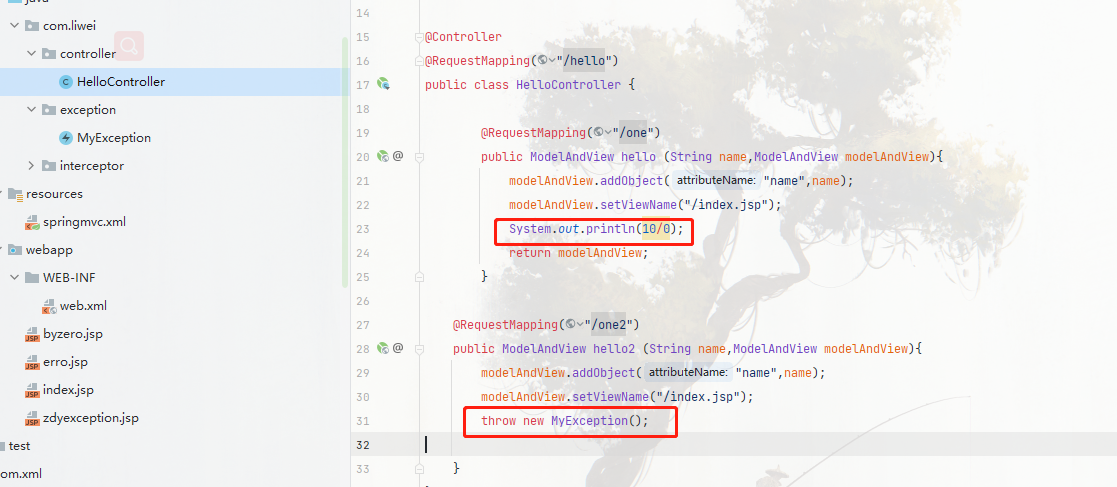 java
com.liwei
controller
HelloController
exception
MyException
interceptor
resources
springmvc.xml
webapp
WEB-INF
web.xml
byzero.jsp
erro.jsp
index.jsp
zdyexception.jsp
test
om.xml
14
15 @Controller
16 @RequestMapping("/hello")
17 public class HelloController {
18
19 @RequestMapping("/one")
20 @ public ModelAndView hello (String name,ModelAndView modelAndView){
21 modelAndView.addObject( attributeName: "name",name);
22 modelAndView.setViewName("/index.jsp");
23 System.out.println(10/0);
24 return modelAndView;
25 }
26
27 @RequestMapping("/one2")
28 @ public ModelAndView hello2 (String name,ModelAndView modelAndView){
29 modelAndView.addObject( attributeName: "name",name);
30 modelAndView.setViewName("/index.jsp");
31 throw new MyException();
32
33 }